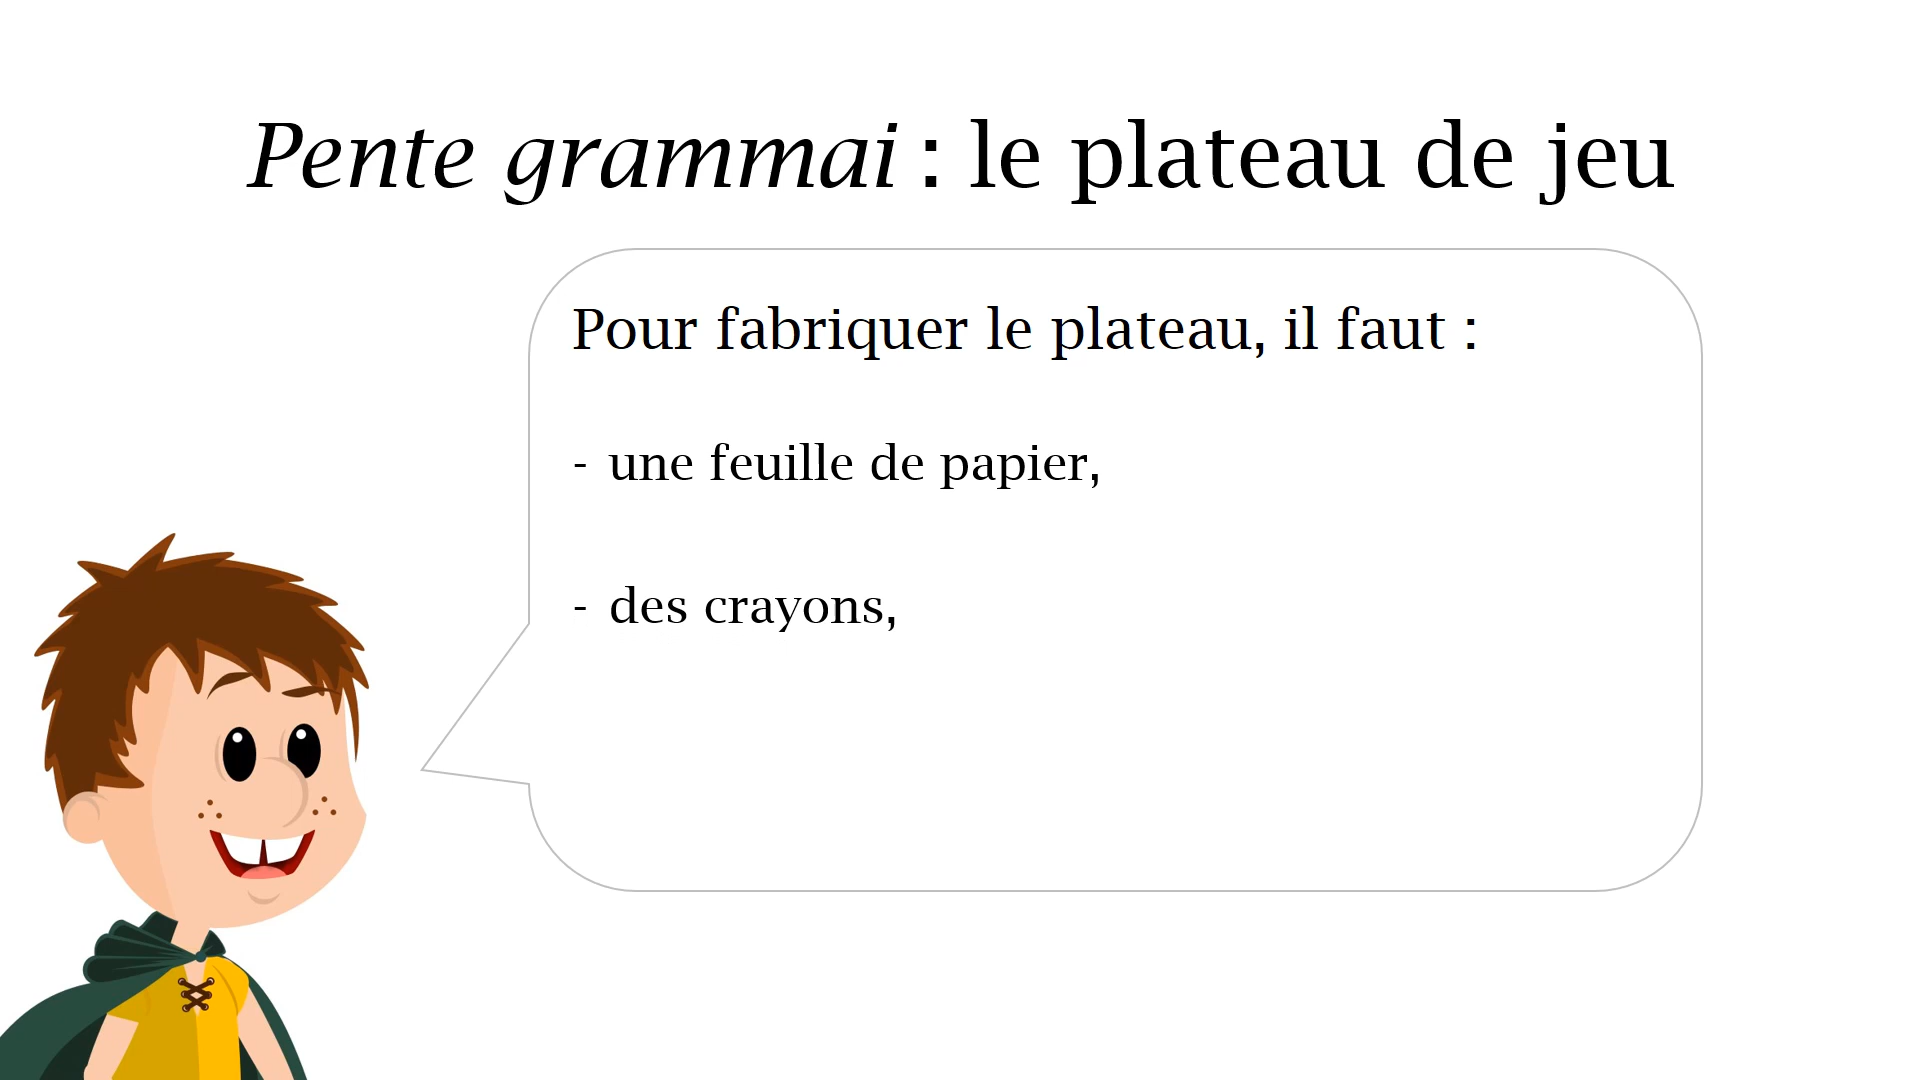 Pente grammai : le plateau de jeu
Pour fabriquer le plateau, il faut :
- une feuille de papier,
- des crayons,